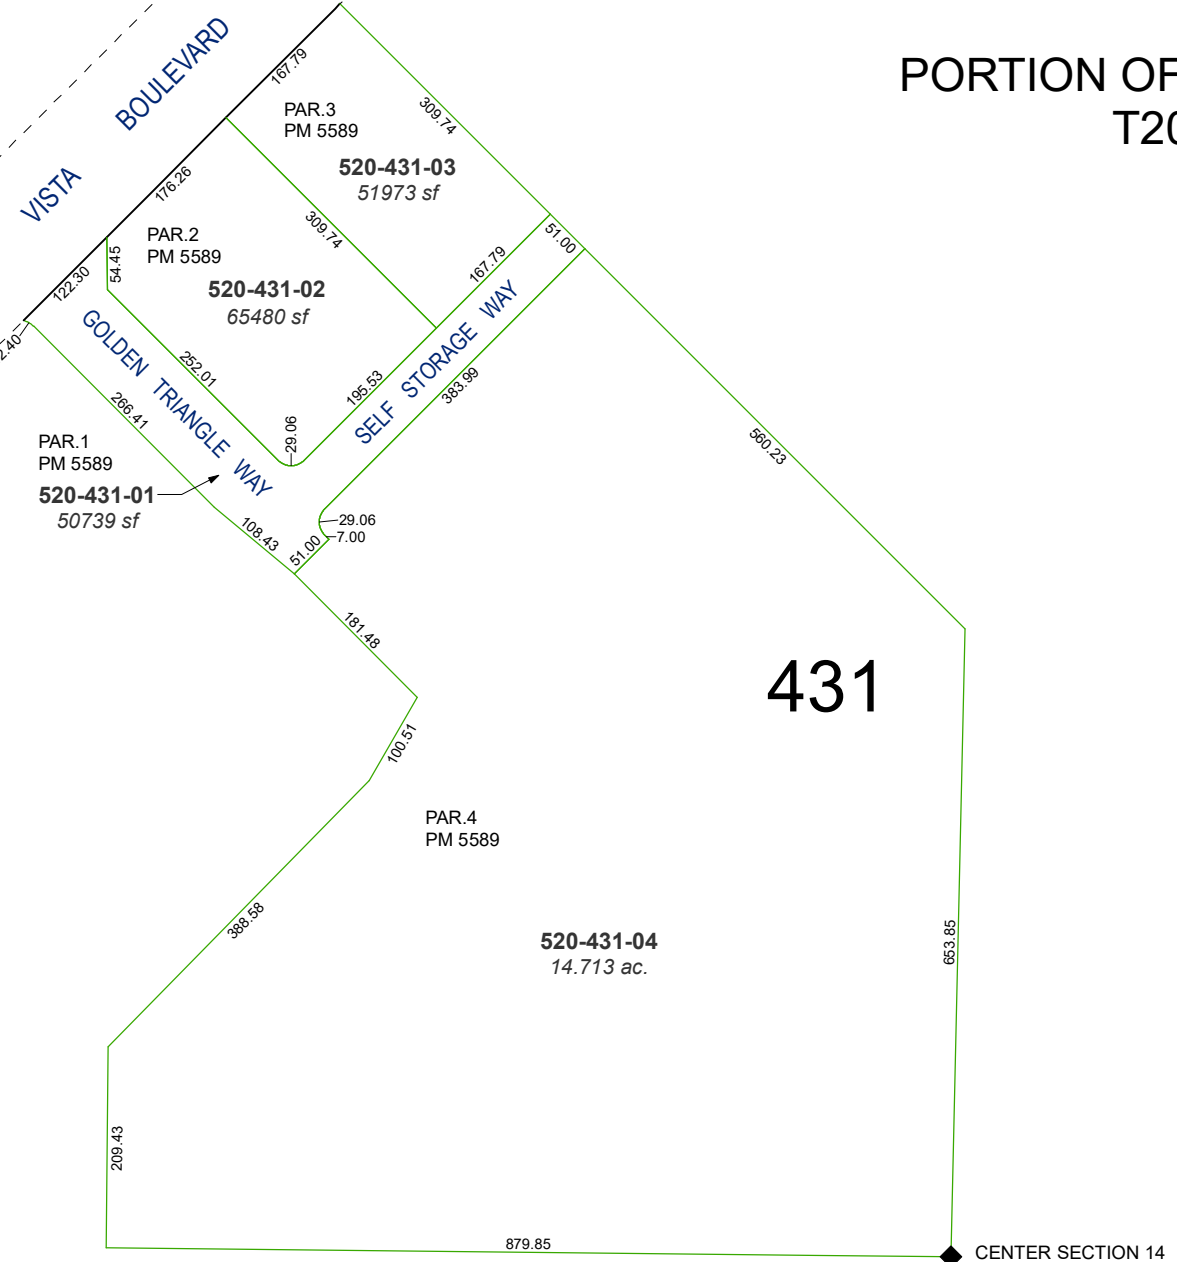 PORTION OF
T20
VISTA BOULEVARD
167.79
309.74
PAR.3
PM 5589
520-431-03
51973 sf
176.26
309.74
PAR.2
PM 5589
520-431-02
65480 sf
54.45
122.30
2.40
51.00
167.79
GOLDEN TRIANGLE WAY
SELF STORAGE WAY
252.01
195.53
383.99
266.41
29.06
560.23
PAR.1
PM 5589
520-431-01
50739 sf
108.43
29.06
7.00
51.00
181.48
431
100.51
PAR.4
PM 5589
388.58
520-431-04
14.713 ac.
653.85
209.43
879.85
CENTER SECTION 14